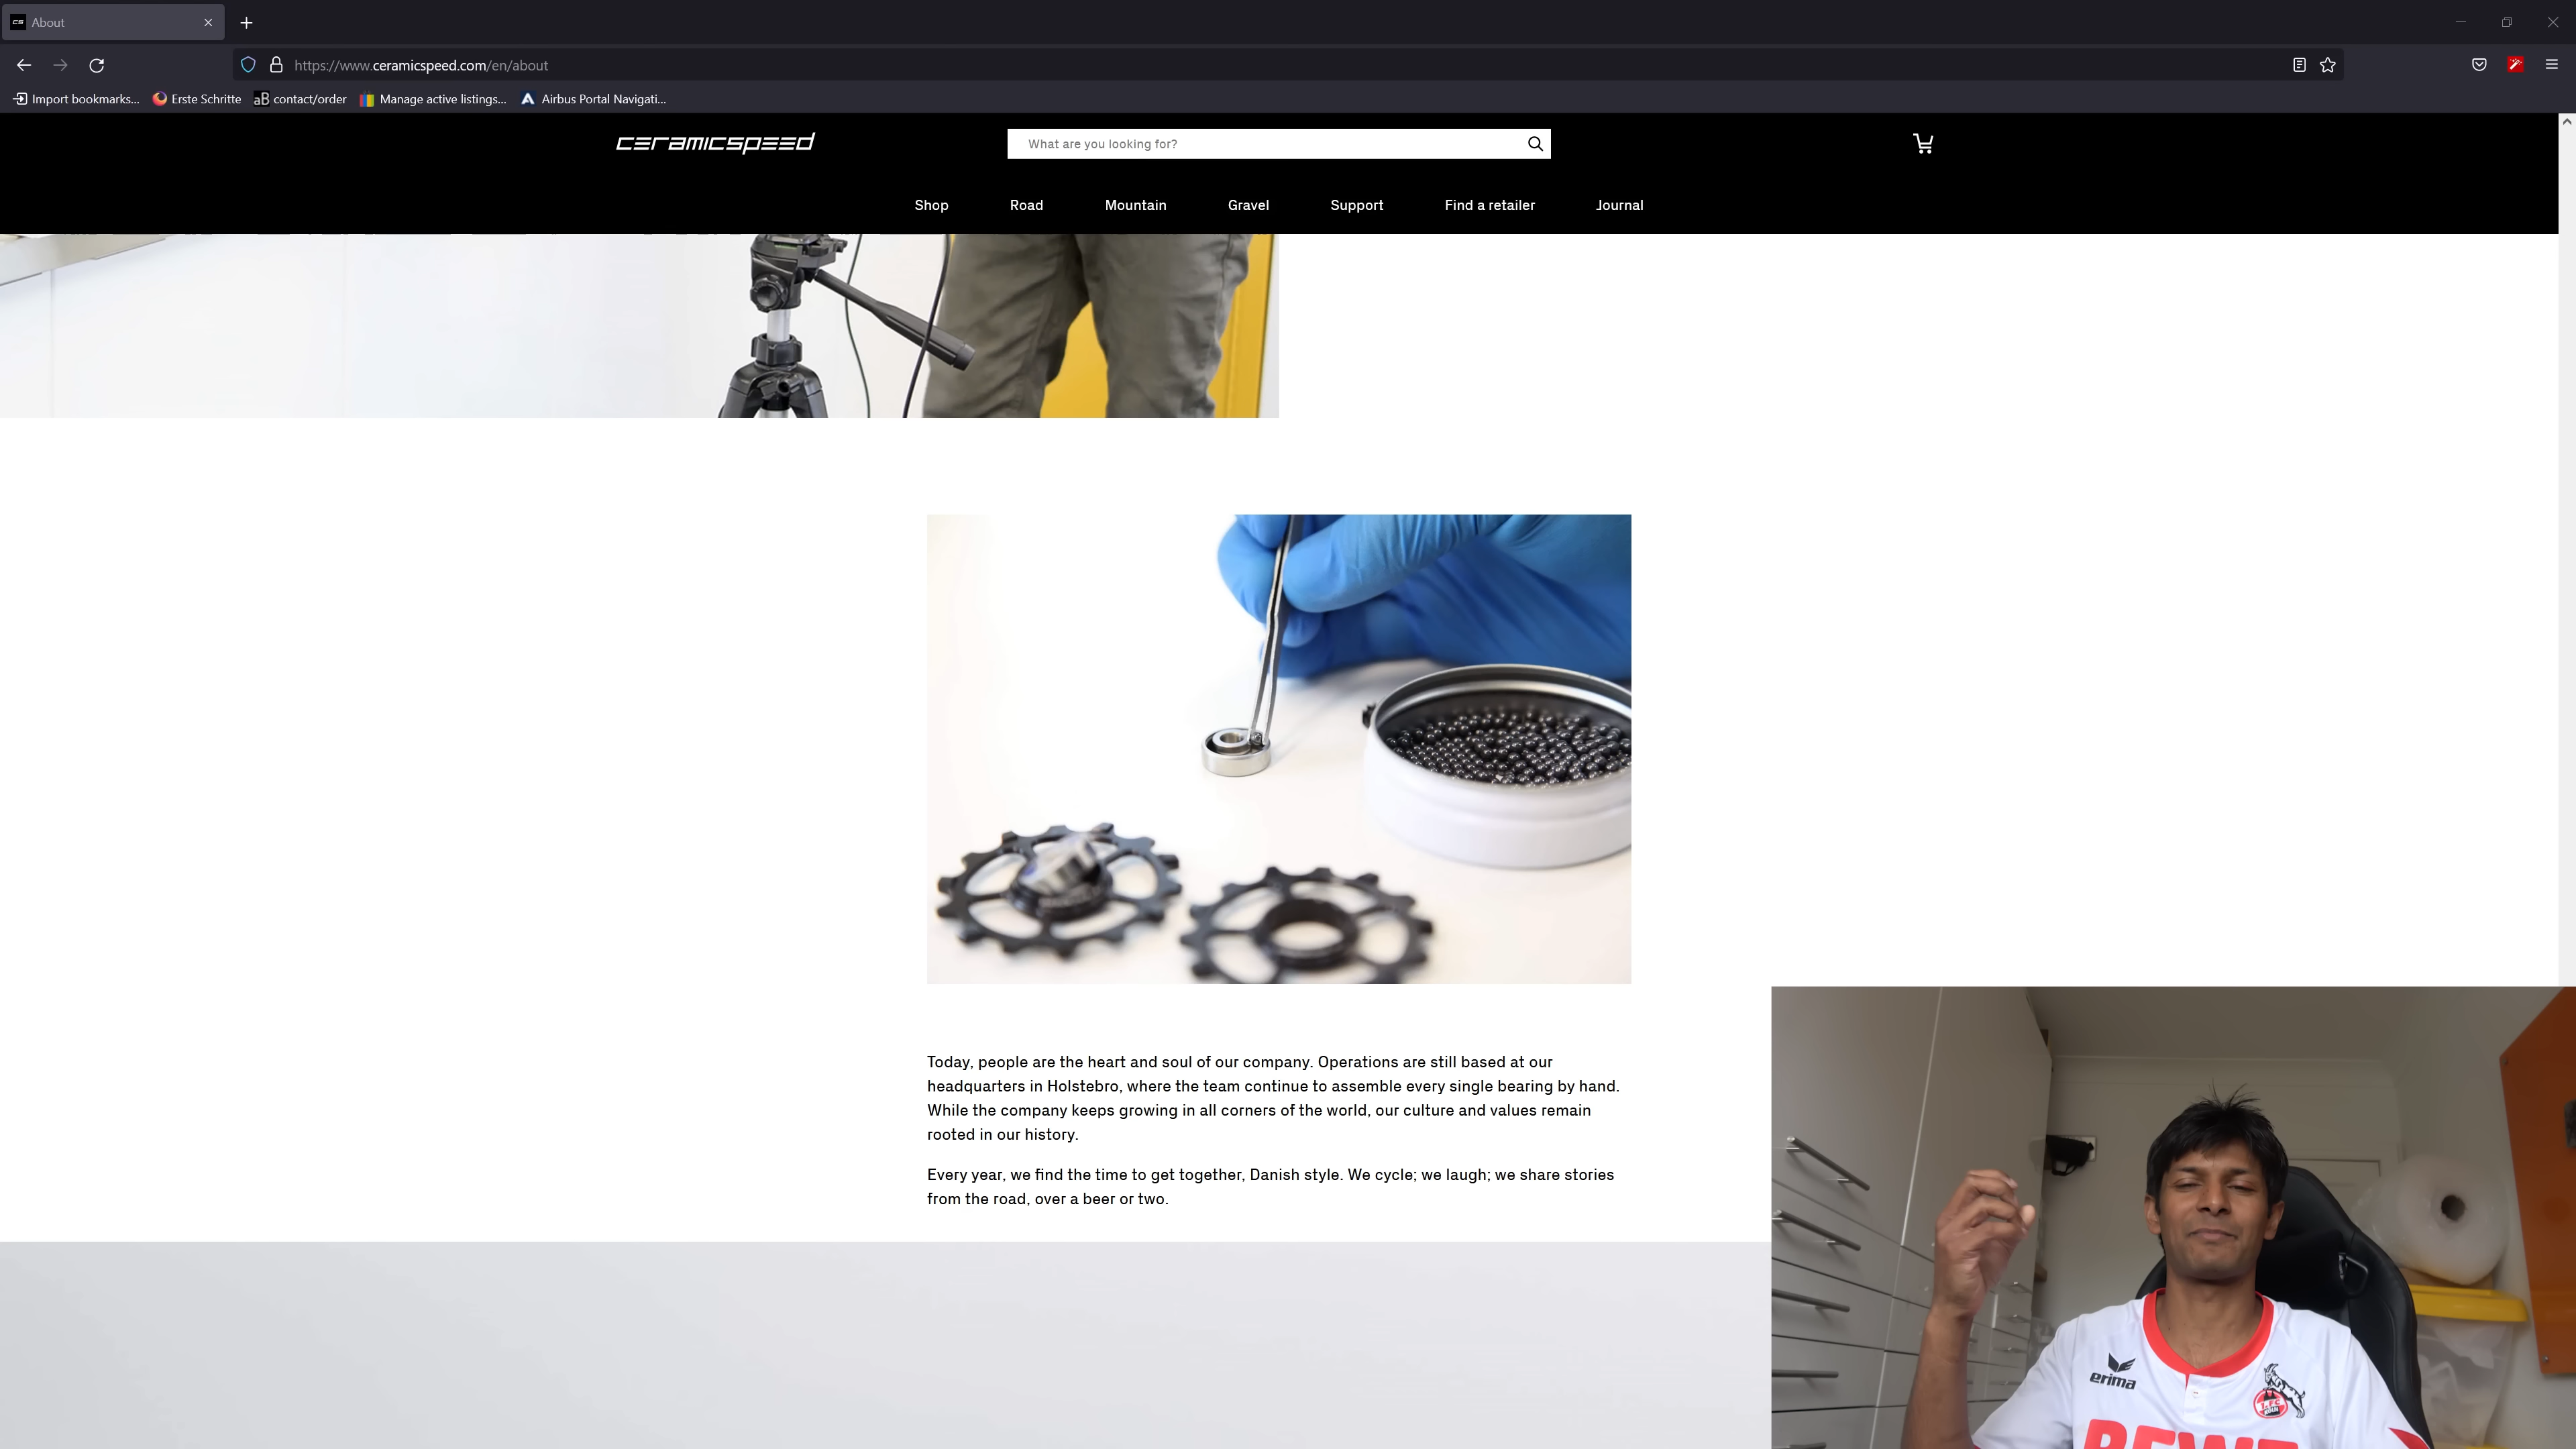 cs About
https://www.ceramicspeed.com/en/about
Import bookmarks... Erste Schritte aB contact/order Manage active listings... A Airbus Portal Navigati...
ceramicspeed What are you looking for?
Shop Road Mountain Gravel Support Find a retailer Journal
Today, people are the heart and soul of our company. Operations are still based at our
headquarters in Holstebro, where the team continue to assemble every single bearing by hand.
While the company keeps growing in all corners of the world, our culture and values remain
rooted in our history.
Every year, we find the time to get together, Danish style. We cycle; we laugh; we share stories
from the road, over a beer or two.
erima
1.FC
KÖLN
REWE